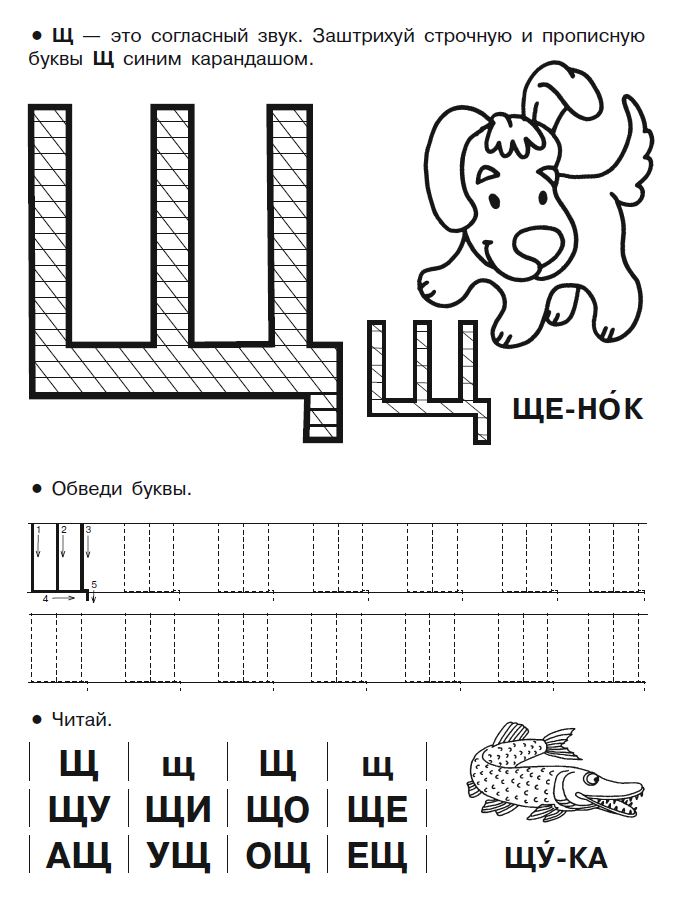 ● Щ — это согласный звук. Заштрихуй строчную и прописную
буквы Щ синим карандашом.
Щ Щ
ЩЕ-НО́К
● Обведи буквы.
1 2 3
4 5
● Читай.
Щ щ Щ щ
ЩУ ЩИ ЩО ЩЕ
АЩ УЩ ОЩ ЕЩ
ЩУ́-КА